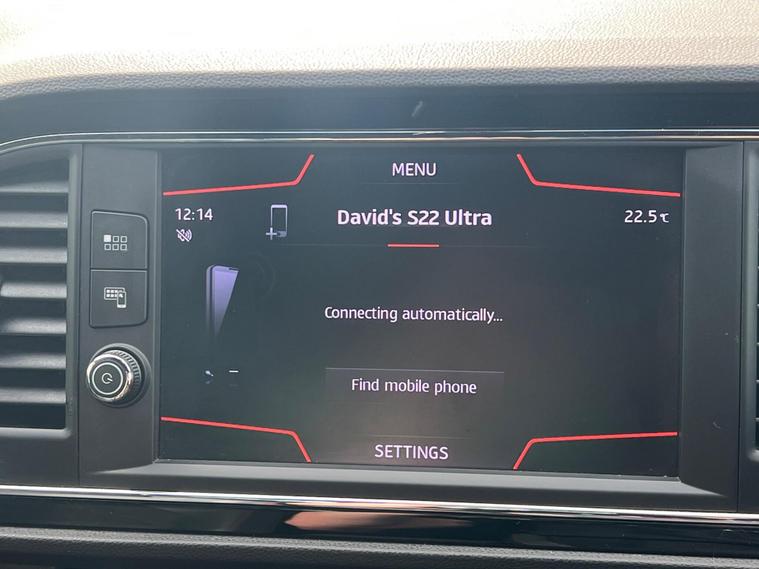 MENU
12:14
David's S22 Ultra
22.5°C
Connecting automatically...
Find mobile phone
SETTINGS